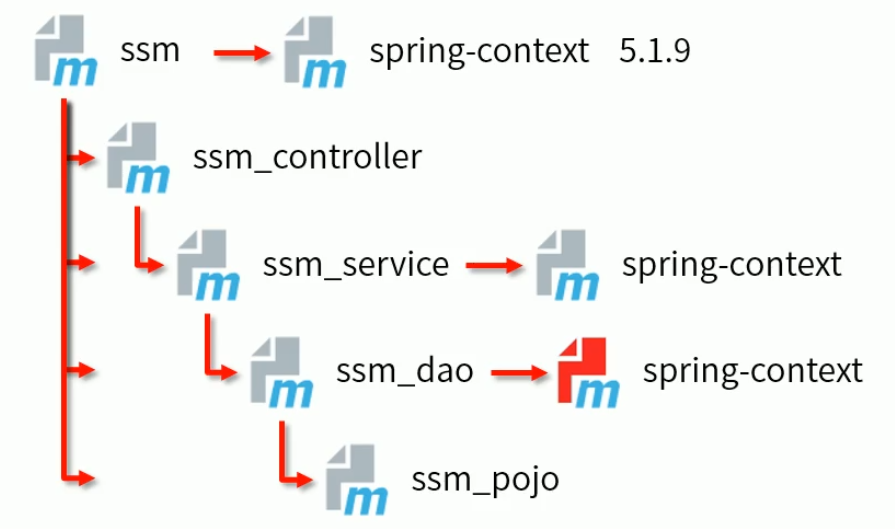 m ssm m spring-context 5.1.9
m ssm_controller
m ssm_service m spring-context
m ssm_dao m spring-context
m ssm_pojo